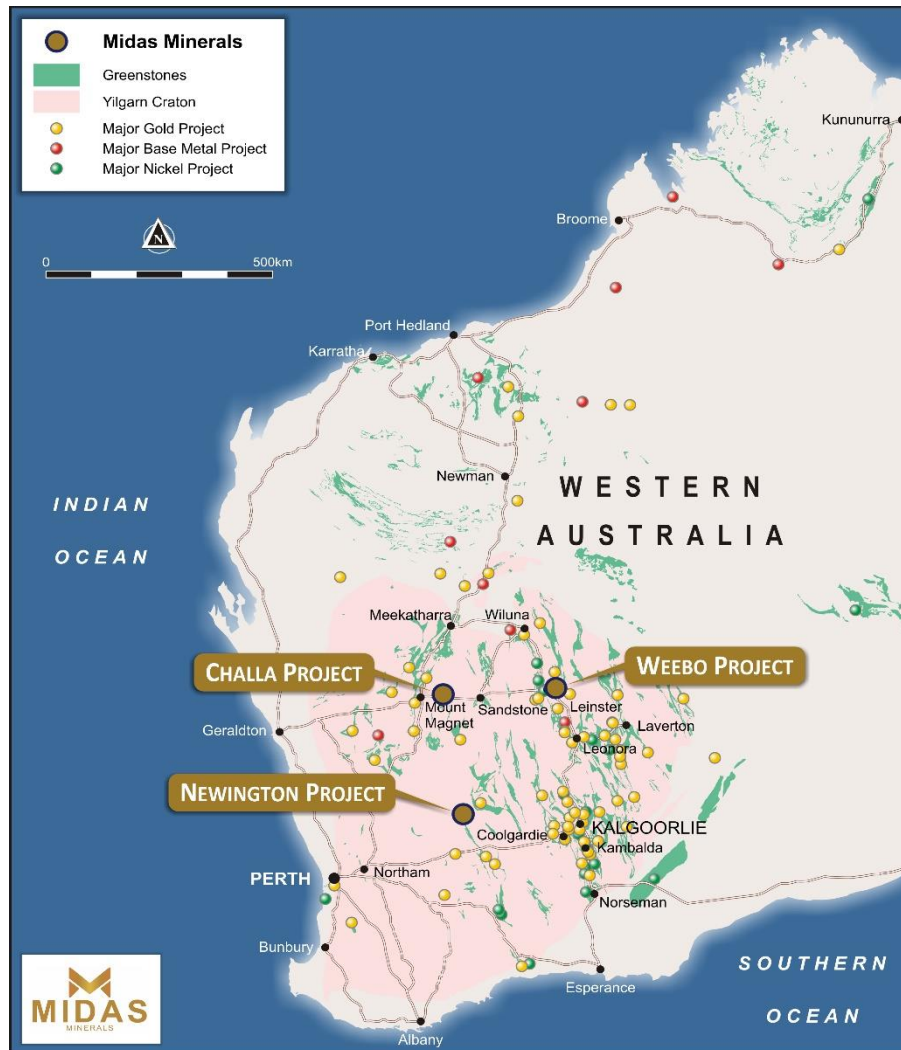 Midas Minerals
Greenstones
Yilgarn Craton
Major Gold Project
Major Base Metal Project
Major Nickel Project
N
0 500km
Kununurra
Broome
Port Hedland
Karratha
Newman
WESTERN
AUSTRALIA
INDIAN
OCEAN
Meekatharra
Wiluna
CHALLA PROJECT
WEEBO PROJECT
Mount
Magnet
Sandstone
Leinster
Laverton
Geraldton
Leonora
NEWINGTON PROJECT
KALGOORLIE
Coolgardie
Kambalda
PERTH
Northam
Norseman
Bunbury
Esperance
Albany
SOUTHERN
OCEAN
MIDAS
MINERALS